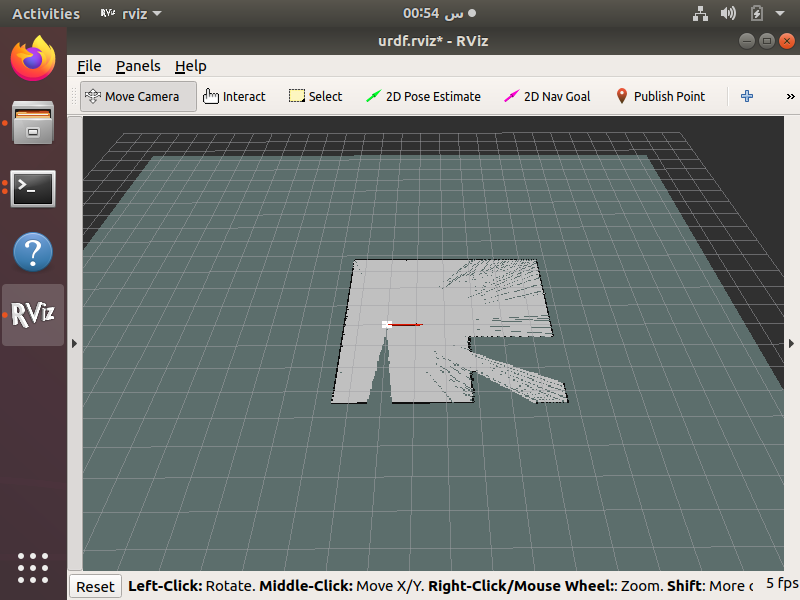 Activities RViz rviz 00:54 س
urdf.rviz* - RViz
File Panels Help
Move Camera Interact Select 2D Pose Estimate 2D Nav Goal Publish Point »
>_
?
RViz
Reset Left-Click: Rotate. Middle-Click: Move X/Y. Right-Click/Mouse Wheel:: Zoom. Shift: More o 5 fps